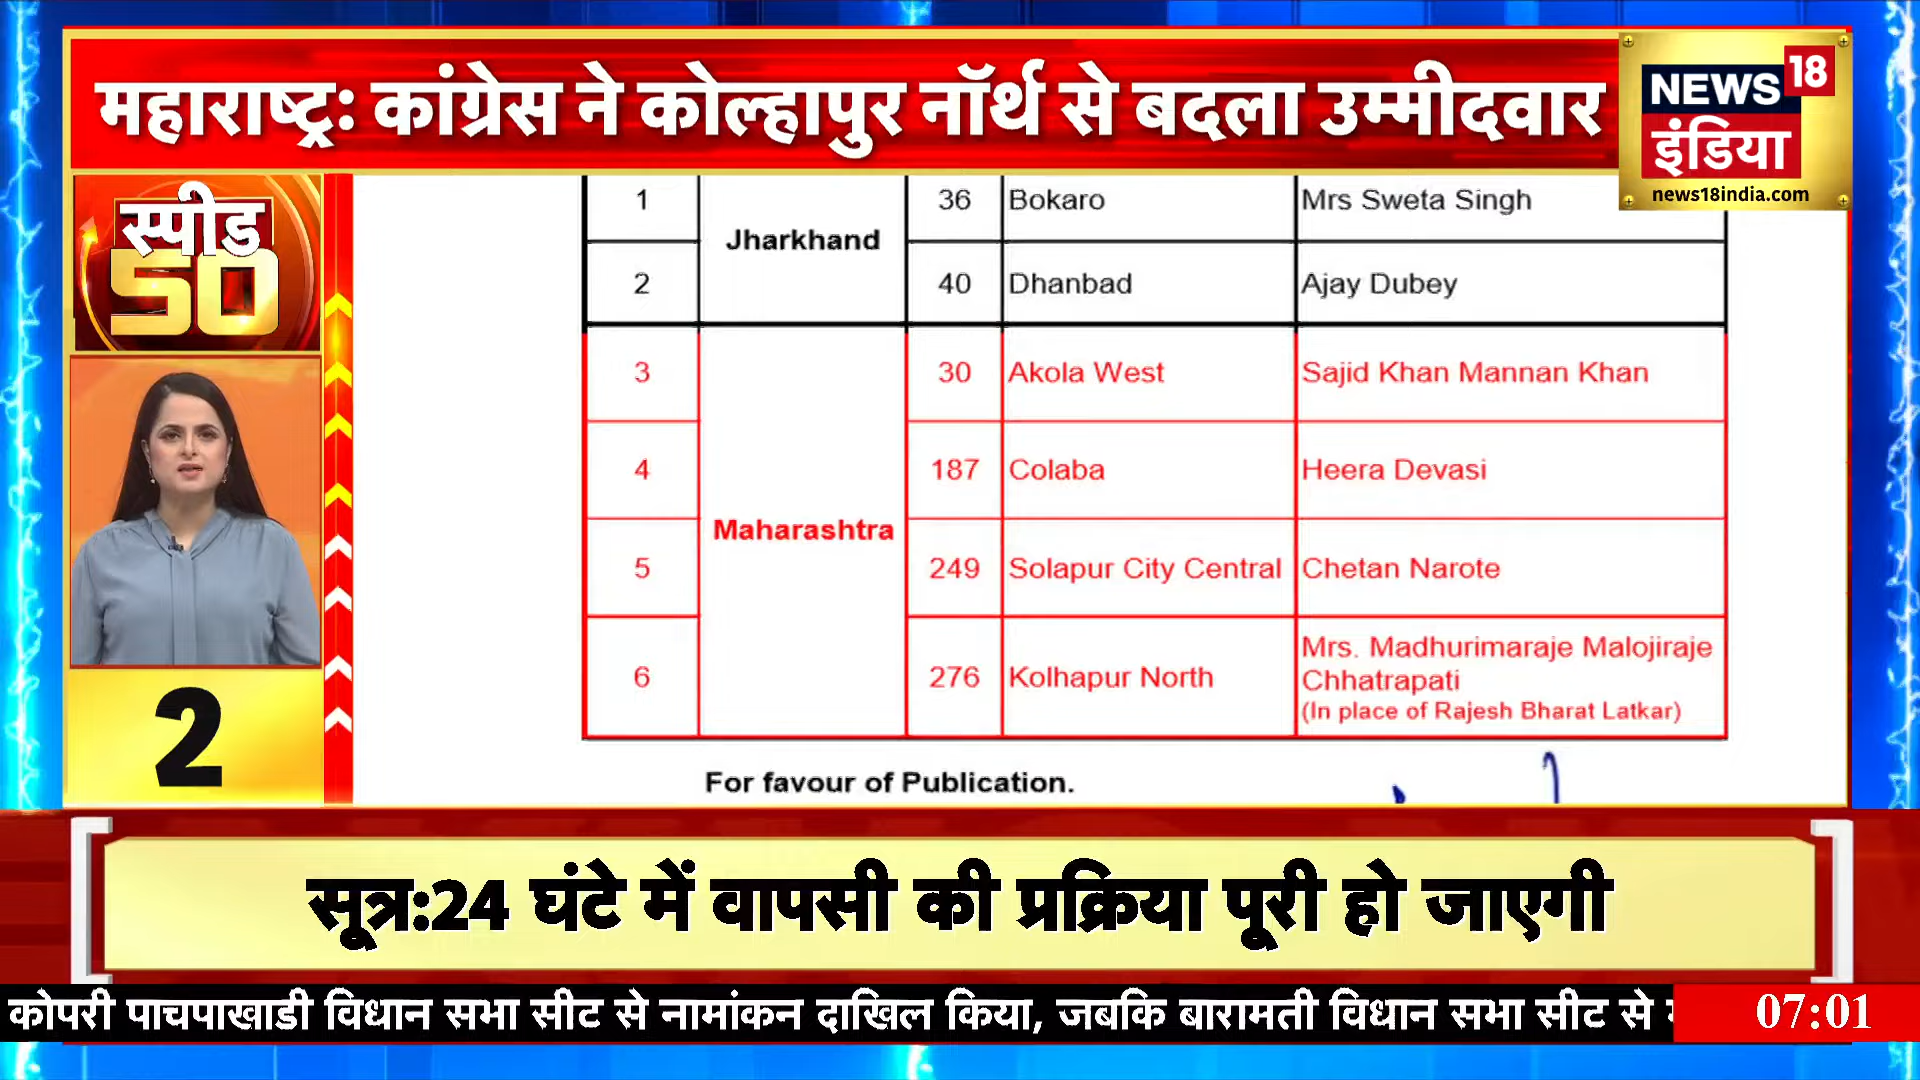 महाराष्ट्र: कांग्रेस ने कोल्हापुर नॉर्थ से बदला उम्मीदवार
NEWS 18
इंडिया
news18india.com
स्पीड
50
1 Jharkhand 36 Bokaro Mrs Sweta Singh
2 40 Dhanbad Ajay Dubey
3 Maharashtra 30 Akola West Sajid Khan Mannan Khan
4 187 Colaba Heera Devasi
5 249 Solapur City Central Chetan Narote
6 276 Kolhapur North Mrs. Madhurimaraje Malojiraje
Chhatrapati
(In place of Rajesh Bharat Latkar)
For favour of Publication.
2
सूत्र:24 घंटे में वापसी की प्रक्रिया पूरी हो जाएगी
कोपरी पाचपाखाडी विधान सभा सीट से नामांकन दाखिल किया, जबकि बारामती विधान सभा सीट से
07:01